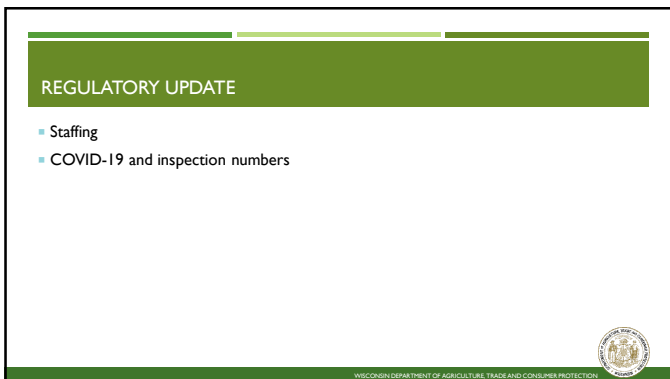 REGULATORY UPDATE
Staffing
COVID-19 and inspection numbers
WISCONSIN DEPARTMENT OF AGRICULTURE, TRADE AND CONSUMER PROTECTION